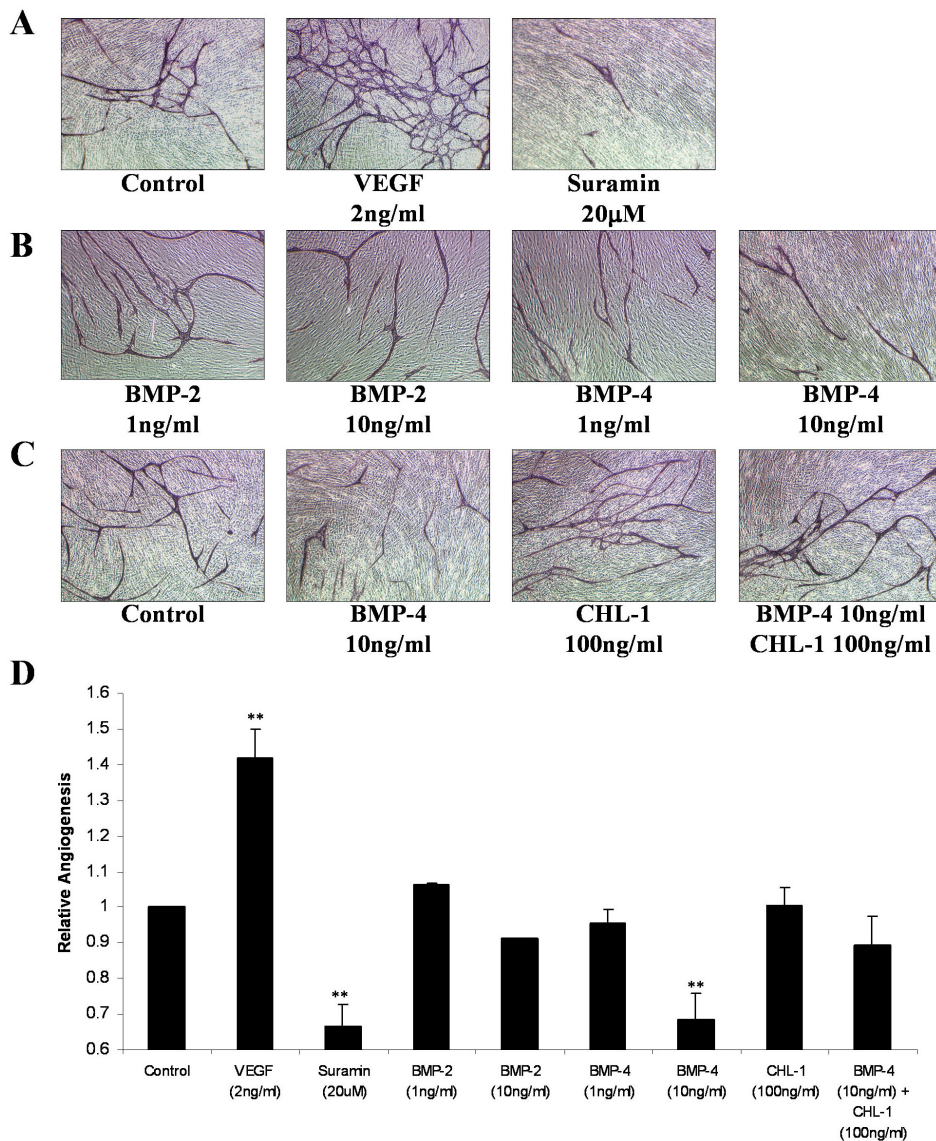 A
Control
VEGF
2ng/ml
Suramin
20μM
B
BMP-2
1ng/ml
BMP-2
10ng/ml
BMP-4
1ng/ml
BMP-4
10ng/ml
C
Control
BMP-4
10ng/ml
CHL-1
100ng/ml
BMP-4 10ng/ml
CHL-1 100ng/ml
D
Relative Angiogenesis
1.6
1.5
1.4
1.3
1.2
1.1
1
0.9
0.8
0.7
0.6
**
**
**
Control
VEGF
(2ng/ml)
Suramin
(20uM)
BMP-2
(1ng/ml)
BMP-2
(10ng/ml)
BMP-4
(1ng/ml)
BMP-4
(10ng/ml)
CHL-1
(100ng/ml)
BMP-4
(10ng/ml) +
CHL-1
(100ng/ml)